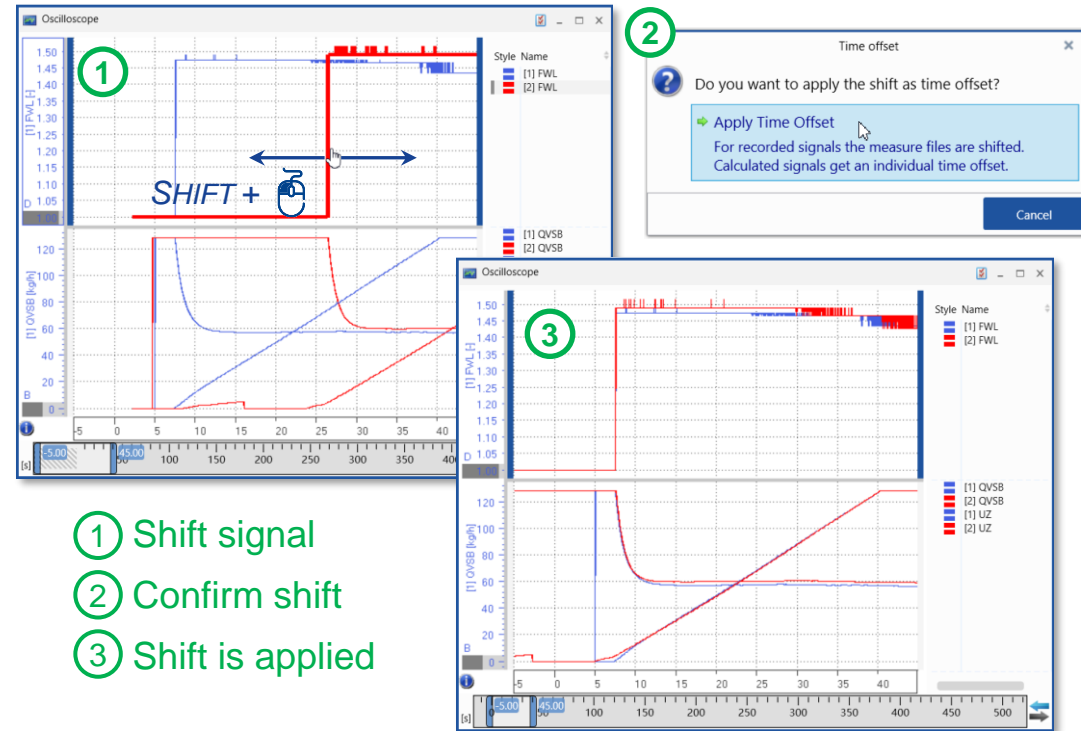 Oscilloscope
1
1.50
1.45
1.40
1.35
1.30
1.25
1.20
1.15
1.10
1.05
1.00
[1] FWL [-]
D
SHIFT +
Style Name
[1] FWL
[2] FWL
120
100
80
60
40
20
0
[1] QVSB [kg/h]
B
[1] QVSB
[2] QVSB
-5 0 5 10 15 20 25 30 35 40
[s] -5.00 45.00 50 100 150 200 250 300 350
2
Time offset
Do you want to apply the shift as time offset?
Apply Time Offset
For recorded signals the measure files are shifted.
Calculated signals get an individual time offset.
Cancel
Oscilloscope
3
1.50
1.45
1.40
1.35
1.30
1.25
1.20
1.15
1.10
1.05
1.00
[1] FWL [-]
D
Style Name
[1] FWL
[2] FWL
120
100
80
60
40
20
0
[1] QVSB [kg/h]
B
[1] QVSB
[2] QVSB
[1] UZ
[2] UZ
-5 0 5 10 15 20 25 30 35 40
[s] 0 -5.00 45.00 50 100 150 200 250 300 350 400 450 500
1 Shift signal
2 Confirm shift
3 Shift is applied